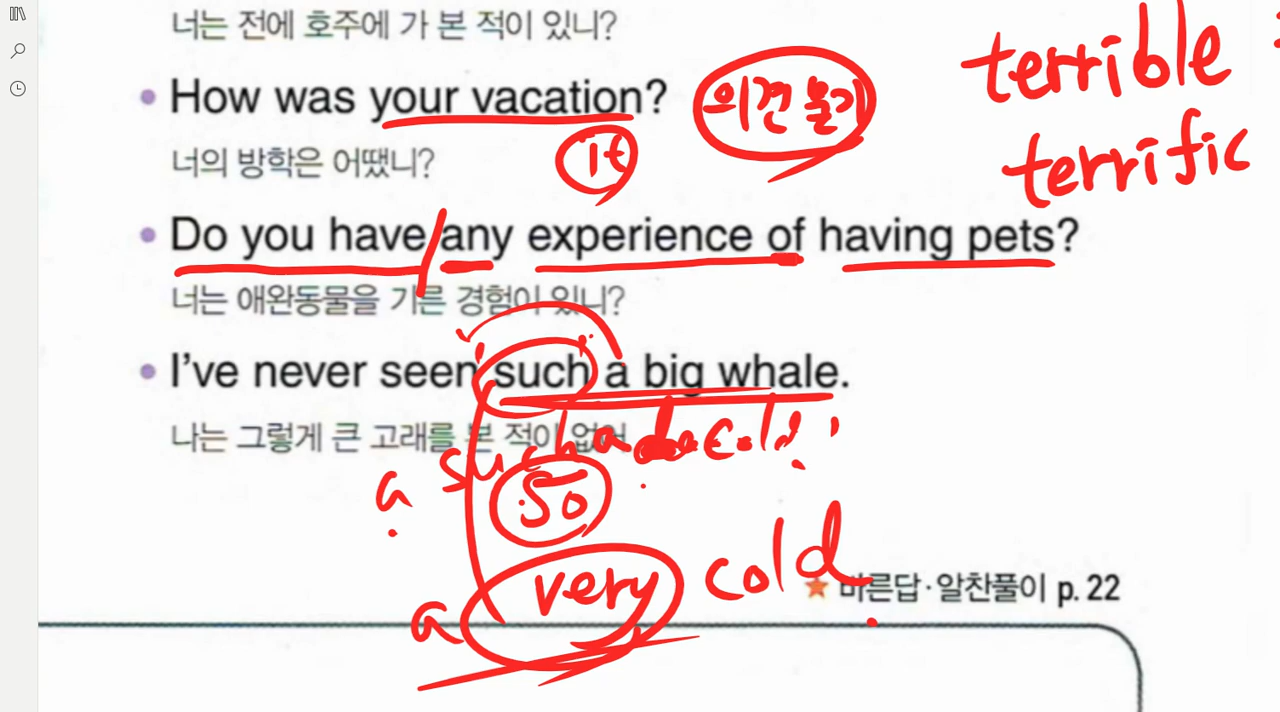 너는 전에 호주에 가 본 적이 있니?
terrible
• How was your vacation?
의견 묻기
terrific
너의 방학은 어땠니?
it
• Do you have / any experience of having pets?
너는 애완동물을 기른 경험이 있니?
• I've never seen such a big whale.
나는 그렇게 큰 고래를 본 적이 없어.
a such a cold
so
a very cold
★ 바른답·알찬풀이 p. 22